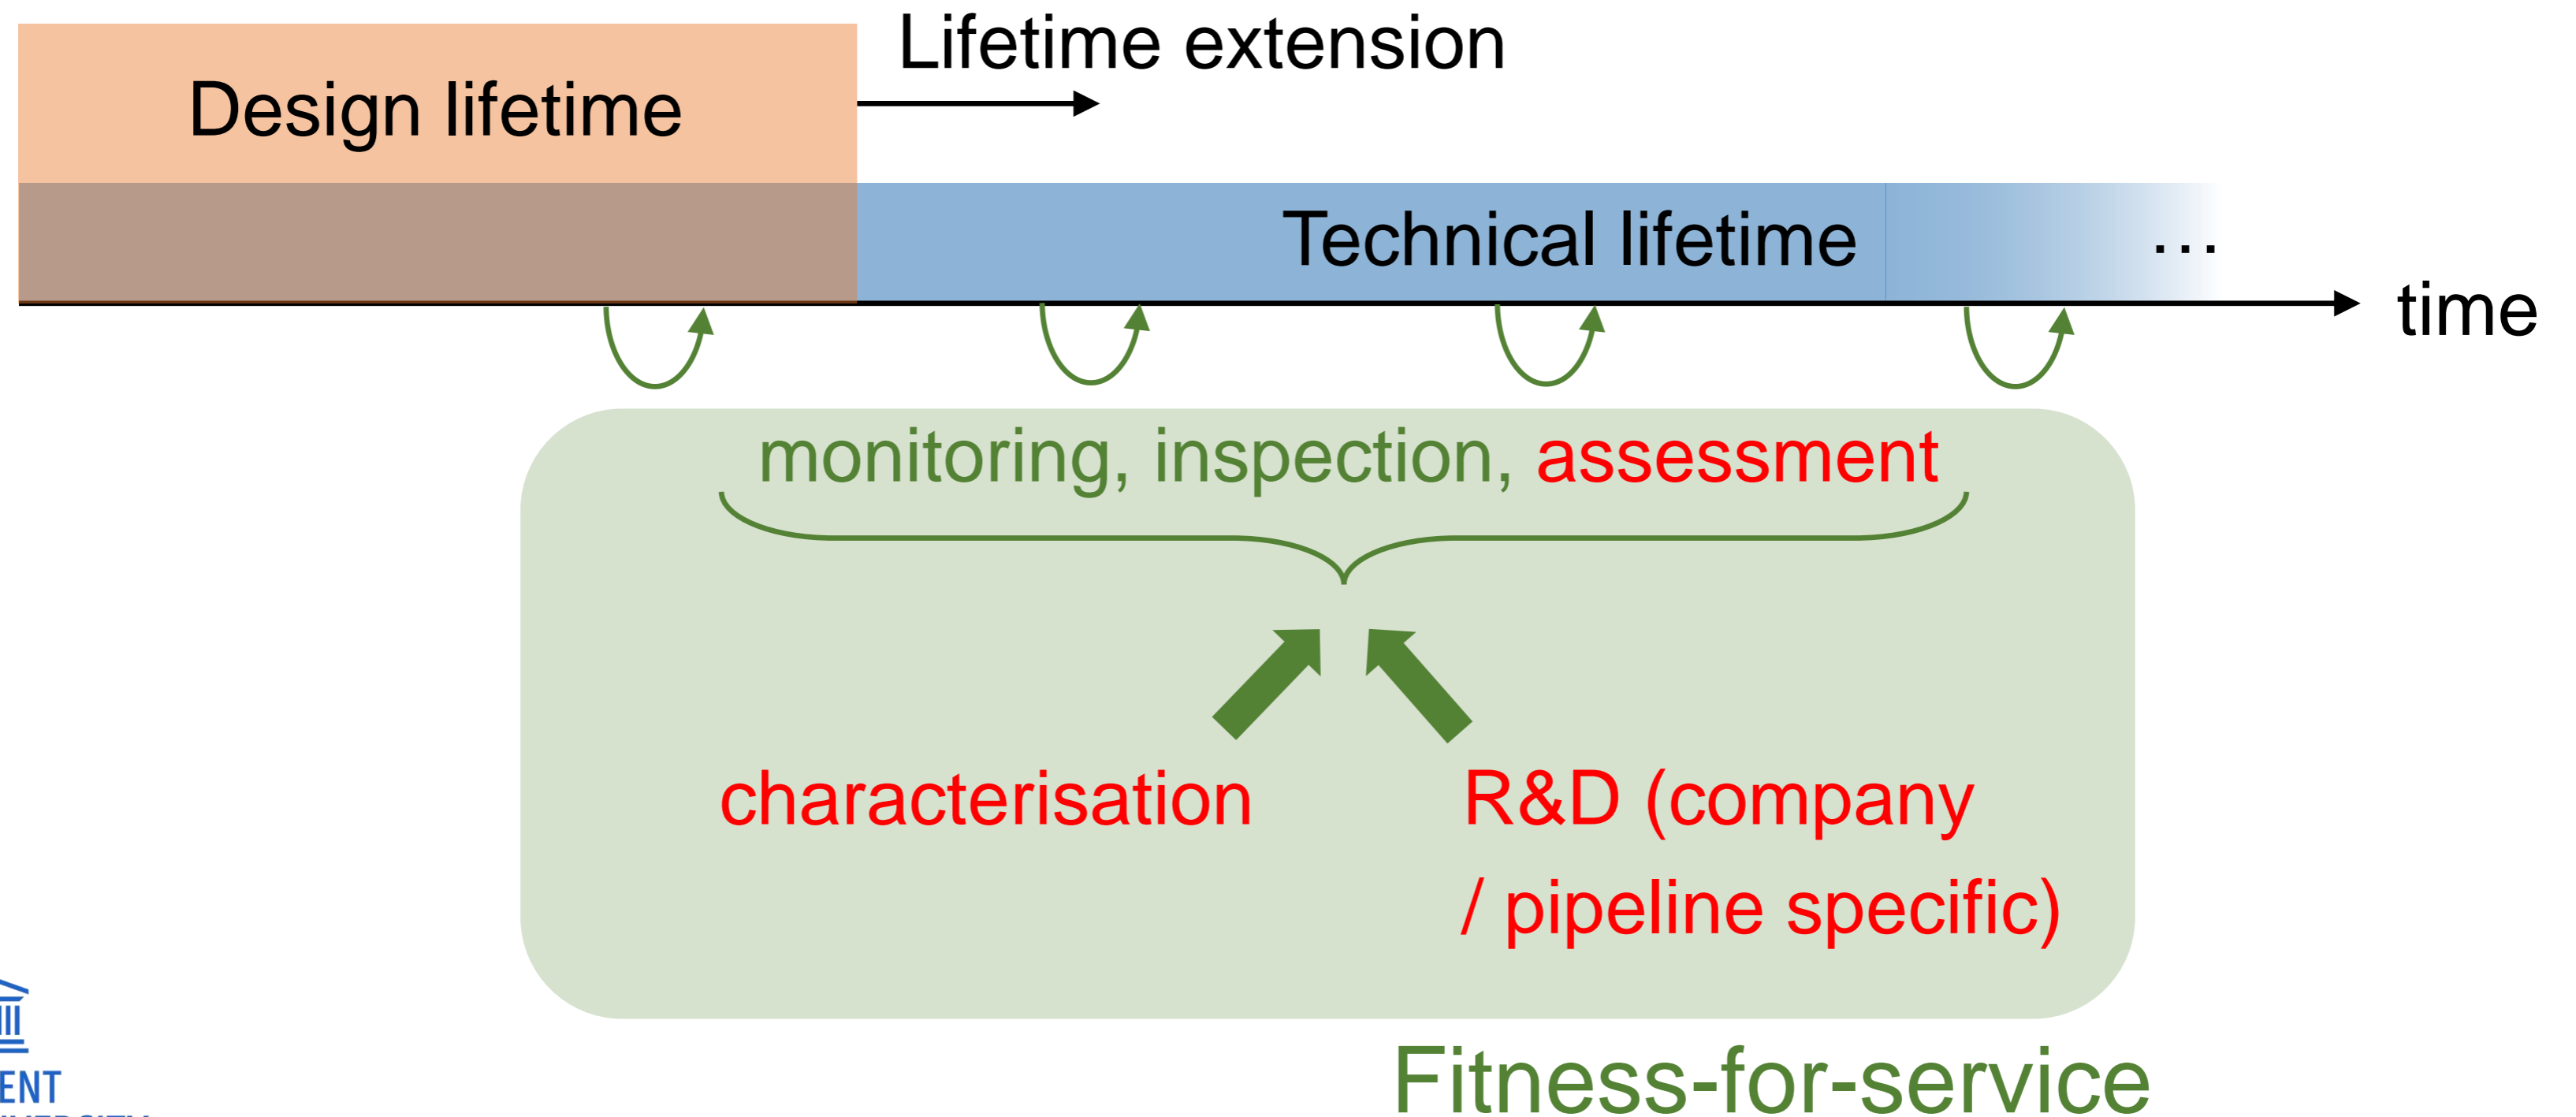 Lifetime extension
Design lifetime
Technical lifetime
...
time
monitoring, inspection, assessment
characterisation
R&D (company
/ pipeline specific)
Fitness-for-service
ENT